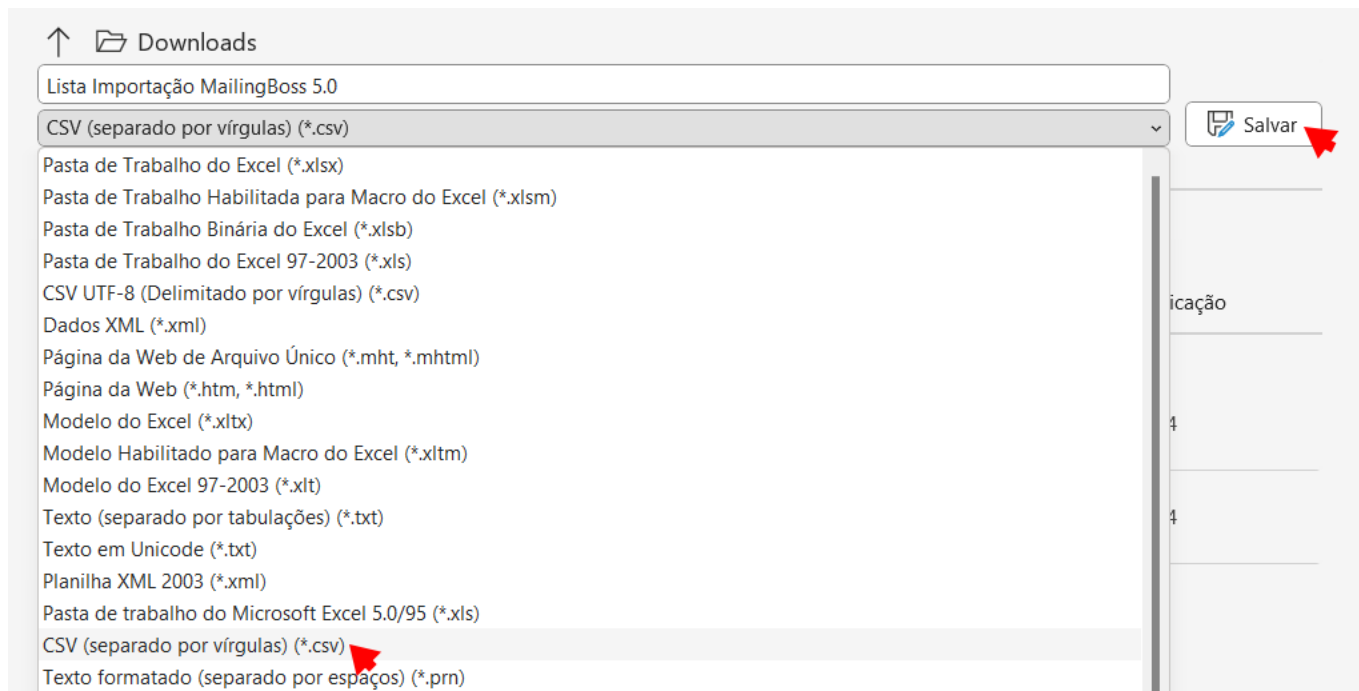 Downloads
Lista Importação MailingBoss 5.0
CSV (separado por vírgulas) (*.csv)
Salvar
Pasta de Trabalho do Excel (*.xlsx)
Pasta de Trabalho Habilitada para Macro do Excel (*.xlsm)
Pasta de Trabalho Binária do Excel (*.xlsb)
Pasta de Trabalho do Excel 97-2003 (*.xls)
CSV UTF-8 (Delimitado por vírgulas) (*.csv)
icação
Dados XML (*.xml)
Página da Web de Arquivo Único (*.mht, *.mhtml)
Página da Web (*.htm, *.html)
Modelo do Excel (*.xltx)
4
Modelo Habilitado para Macro do Excel (*.xltm)
Modelo do Excel 97-2003 (*.xlt)
Texto (separado por tabulações) (*.txt)
4
Texto em Unicode (*.txt)
Planilha XML 2003 (*.xml)
Pasta de trabalho do Microsoft Excel 5.0/95 (*.xls)
CSV (separado por vírgulas) (*.csv)
Texto formatado (separado por espaços) (*.prn)